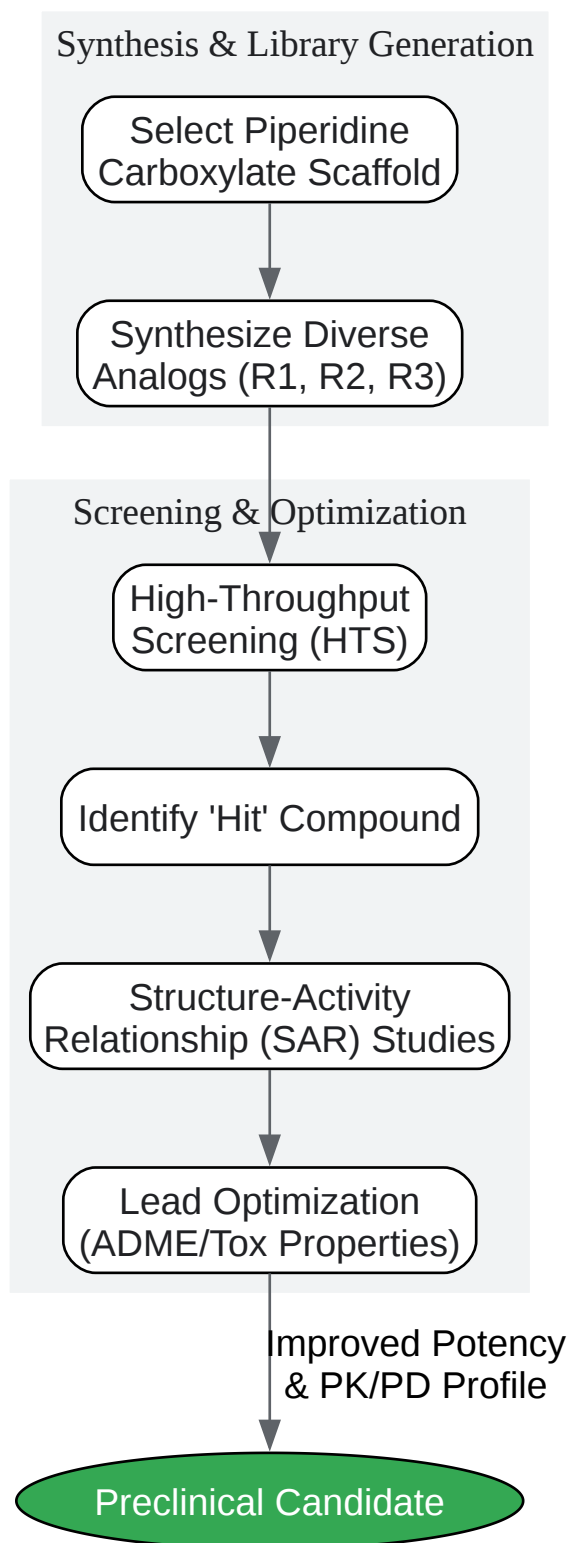 Synthesis & Library Generation
Select Piperidine
Carboxylate Scaffold
Synthesize Diverse
Analogs (R1, R2, R3)
Screening & Optimization
High-Throughput
Screening (HTS)
Identify 'Hit' Compound
Structure-Activity
Relationship (SAR) Studies
Lead Optimization
(ADME/Tox Properties)
Improved Potency
& PK/PD Profile
Preclinical Candidate